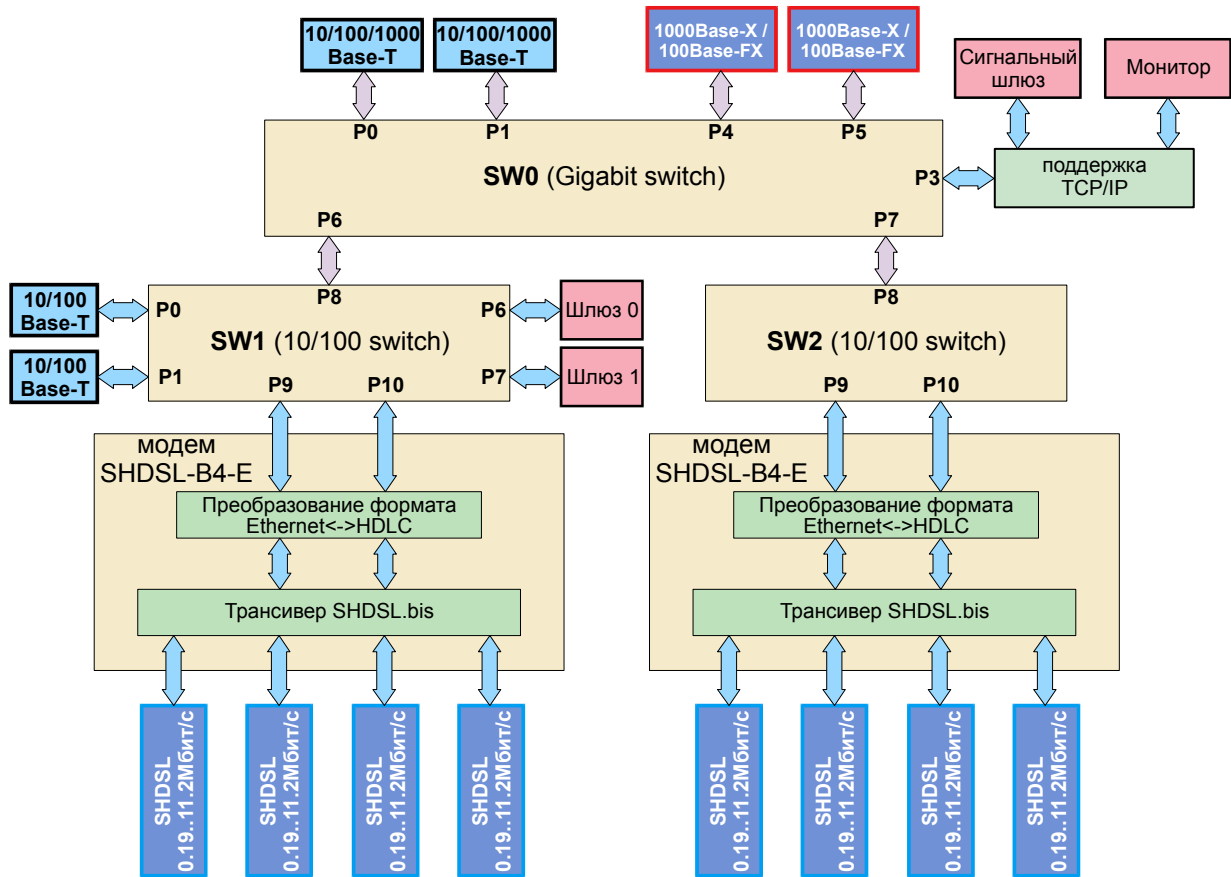 10/100/1000
Base-T
10/100/1000
Base-T
1000Base-X /
100Base-FX
1000Base-X /
100Base-FX
Сигнальный
шлюз
Монитор
P0
P1
P4
P5
SW0 (Gigabit switch)
P3
поддержка
TCP/IP
P6
P7
10/100
Base-T
10/100
Base-T
P8
P0
P6
SW1 (10/100 switch)
P1
P7
P9
P10
Шлюз 0
Шлюз 1
P8
SW2 (10/100 switch)
P9
P10
модем
SHDSL-B4-E
Преобразование формата
Ethernet<->HDLC
Трансивер SHDSL.bis
модем
SHDSL-B4-E
Преобразование формата
Ethernet<->HDLC
Трансивер SHDSL.bis
SHDSL
0.19..11.2Мбит/с
SHDSL
0.19..11.2Мбит/с
SHDSL
0.19..11.2Мбит/с
SHDSL
0.19..11.2Мбит/с
SHDSL
0.19..11.2Мбит/с
SHDSL
0.19..11.2Мбит/с
SHDSL
0.19..11.2Мбит/с
SHDSL
0.19..11.2Мбит/с